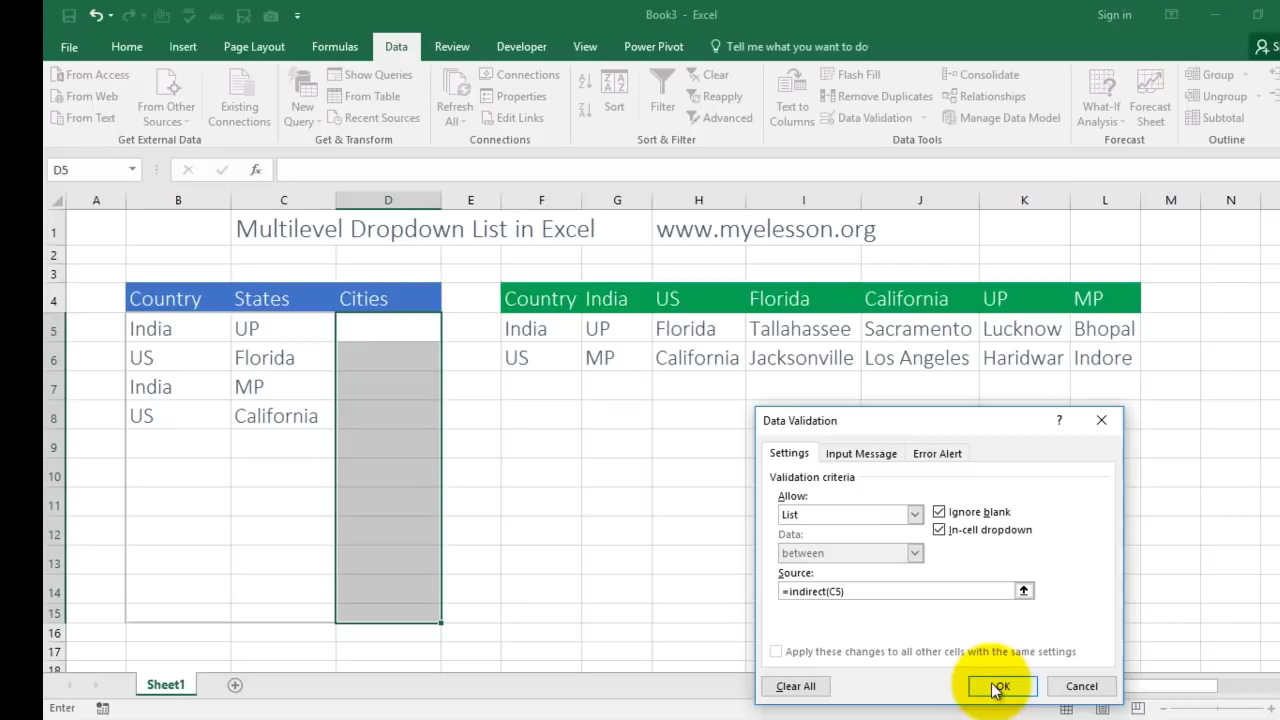 Book3 - Excel
Sign in
File Home Insert Page Layout Formulas Data Review Developer View Power Pivot Tell me what you want to do
From Access
From Web
From Text
From Other Sources
Existing Connections
Get External Data
New Query
Show Queries
From Table
Recent Sources
Get & Transform
Refresh All
Connections
Properties
Edit Links
Connections
Sort
Filter
Clear
Reapply
Advanced
Sort & Filter
Text to Columns
Flash Fill
Remove Duplicates
Data Validation
Consolidate
Relationships
Manage Data Model
Data Tools
What-If Analysis
Forecast Sheet
Forecast
Group
Ungroup
Subtotal
Outline
D5
fx
A B C D E F G H I J K L M N
1 Multilevel Dropdown List in Excel www.myelesson.org
2
3
4 Country States Cities Country India US Florida California UP MP
5 India UP India UP Florida Tallahassee Sacramento Lucknow Bhopal
6 US Florida US MP California Jacksonville Los Angeles Haridwar Indore
7 India MP
8 US California
9
10
11
12
13
14
15
16
17
18
Data Validation ?
Settings Input Message Error Alert
Validation criteria
Allow:
List
Ignore blank
In-cell dropdown
Data:
between
Source:
=indirect(C5)
Apply these changes to all other cells with the same settings
Clear All OK Cancel
Sheet1
Enter